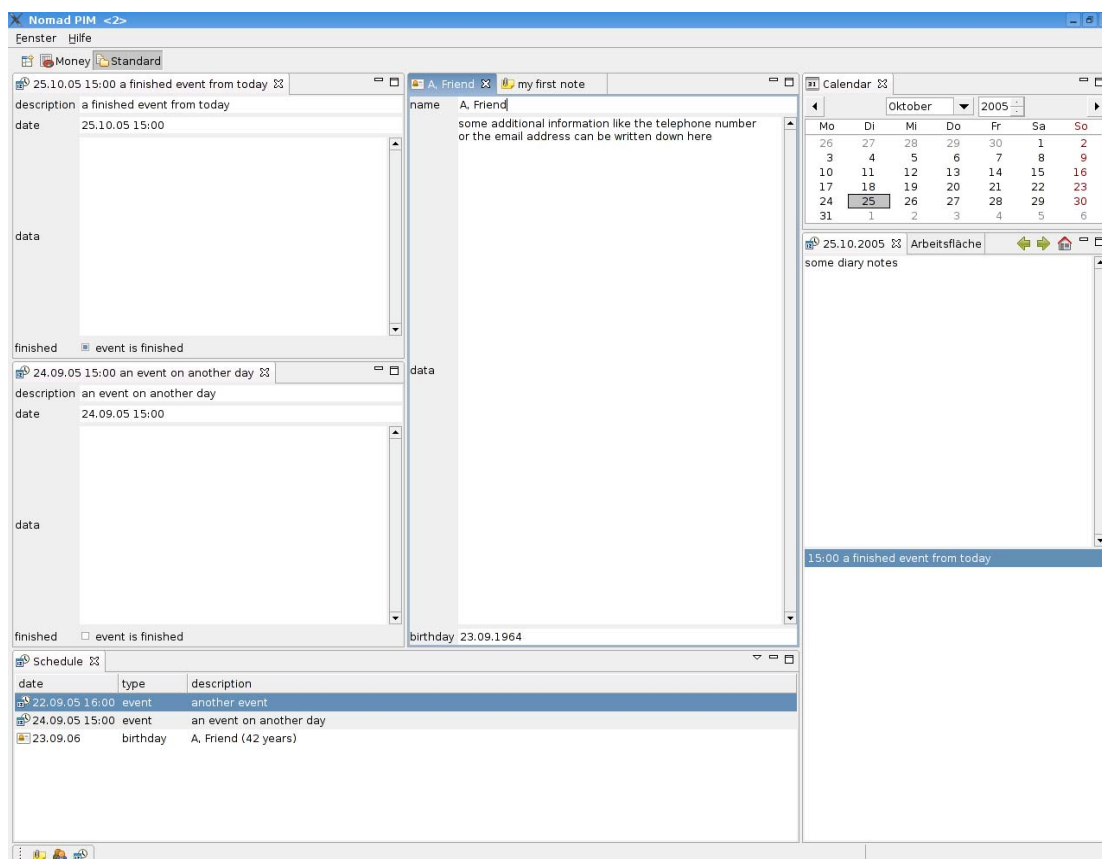 Nomad PIM <2>
Fenster Hilfe
Money Standard
25.10.05 15:00 a finished event from today
description a finished event from today
date 25.10.05 15:00
data
finished event is finished
24.09.05 15:00 an event on another day
description an event on another day
date 24.09.05 15:00
data
finished event is finished
A, Friend my first note
name A, Friend
some additional information like the telephone number
or the email address can be written down here
data
birthday 23.09.1964
Calendar
Oktober 2005
Mo Di Mi Do Fr Sa So
26 27 28 29 30 1 2
3 4 5 6 7 8 9
10 11 12 13 14 15 16
17 18 19 20 21 22 23
24 25 26 27 28 29 30
31 1 2 3 4 5 6
25.10.2005 Arbeitsfläche
some diary notes
15:00 a finished event from today
Schedule
date type description
22.09.05 16:00 event another event
24.09.05 15:00 event an event on another day
23.09.06 birthday A, Friend (42 years)